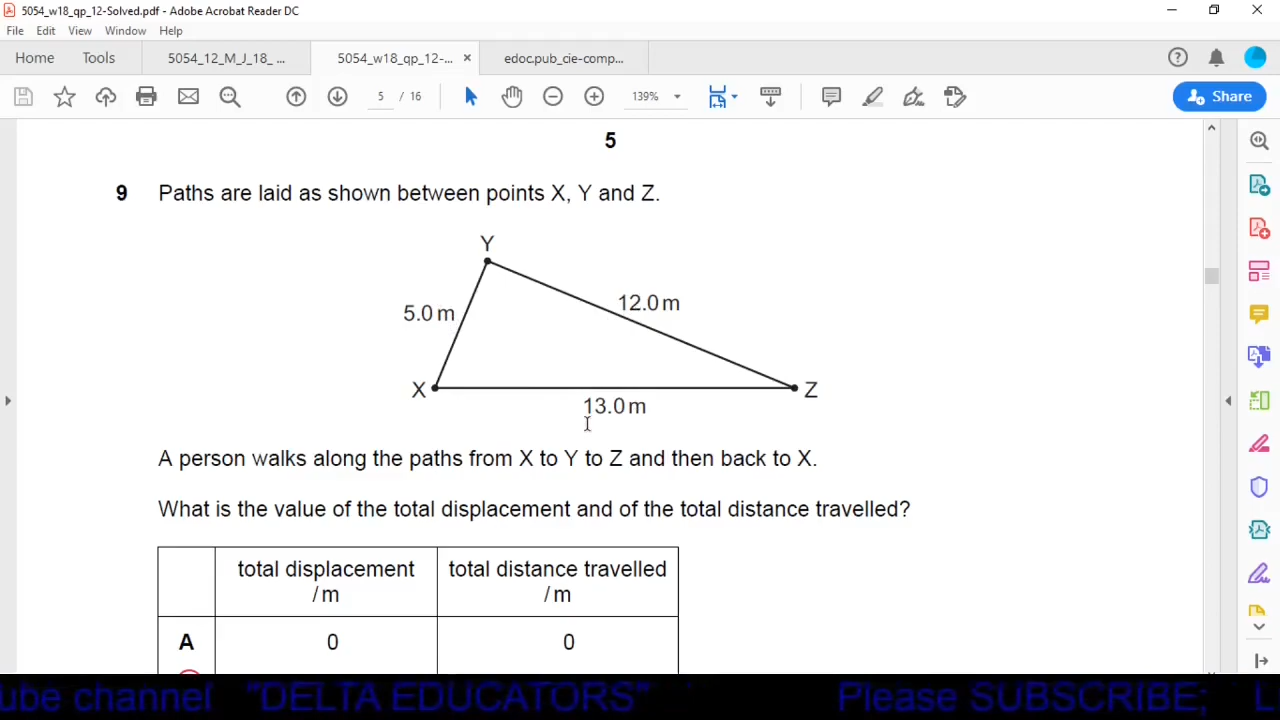 5054_w18_qp_12-Solved.pdf - Adobe Acrobat Reader DC
File Edit View Window Help
Home Tools 5054_12_M_J_18_ ... 5054_w18_qp_12-... × edoc.pub_cie-comp...
5 / 16 139% Share
5
9 Paths are laid as shown between points X, Y and Z.
Y
5.0 m
12.0 m
X
Z
13.0 m
A person walks along the paths from X to Y to Z and then back to X.
What is the value of the total displacement and of the total distance travelled?
total displacement / m
total distance travelled / m
A 0 0
ube channel "DELTA EDUCATORS" Please SUBSCRIBE; L